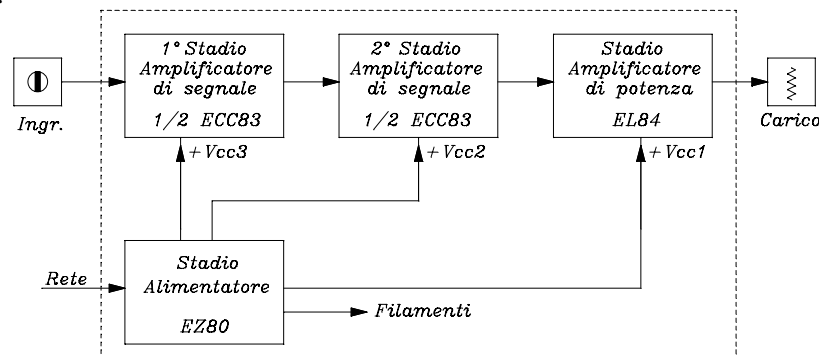 1° Stadio
Amplificatore
di segnale
1/2 ECC83
2° Stadio
Amplificatore
di segnale
1/2 ECC83
Stadio
Amplificatore
di potenza
EL84
Ingr.
Carico
+Vcc3
+Vcc2
+Vcc1
Rete
Stadio
Alimentatore
EZ80
Filamenti